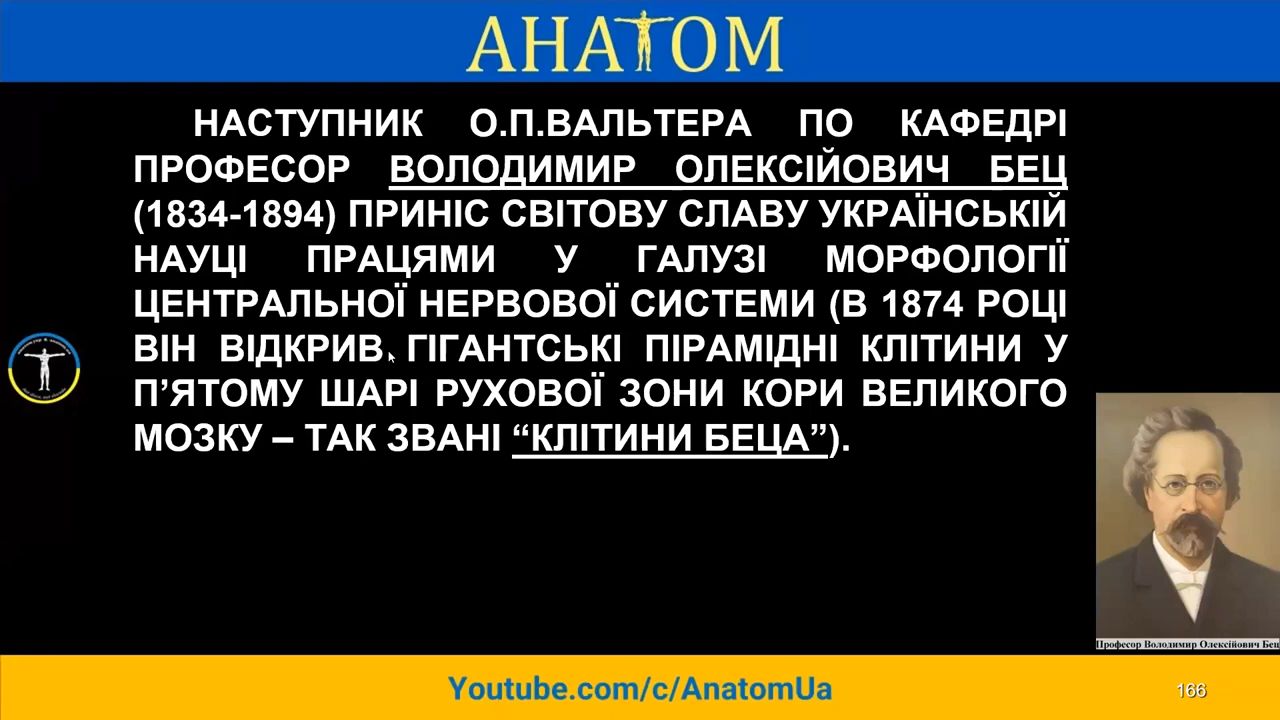 АНАТОМ
НАСТУПНИК О.П.ВАЛЬТЕРА ПО КАФЕДРІ
ПРОФЕСОР ВОЛОДИМИР ОЛЕКСІЙОВИЧ БЕЦ
(1834-1894) ПРИНІС СВІТОВУ СЛАВУ УКРАЇНСЬКІЙ
НАУЦІ ПРАЦЯМИ У ГАЛУЗІ МОРФОЛОГІЇ
ЦЕНТРАЛЬНОЇ НЕРВОВОЇ СИСТЕМИ (В 1874 РОЦІ
ВІН ВІДКРИВ ГІГАНТСЬКІ ПІРАМІДНІ КЛІТИНИ У
П’ЯТОМУ ШАРІ РУХОВОЇ ЗОНИ КОРИ ВЕЛИКОГО
МОЗКУ – ТАК ЗВАНІ “КЛІТИНИ БЕЦА”).
Професор Володимир Олексійович Бец
Youtube.com/c/AnatomUa
166